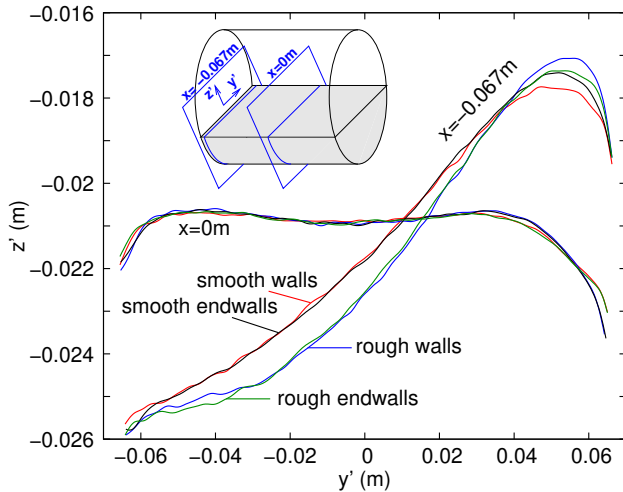 −0.016
−0.018
−0.02
−0.022
−0.024
−0.026
z' (m)
−0.06
−0.04
−0.02
0
0.02
0.04
0.06
y' (m)
x= −0.067m
x=0m
z'
y'
x=−0.067m
x=0m
smooth walls
smooth endwalls
rough walls
rough endwalls